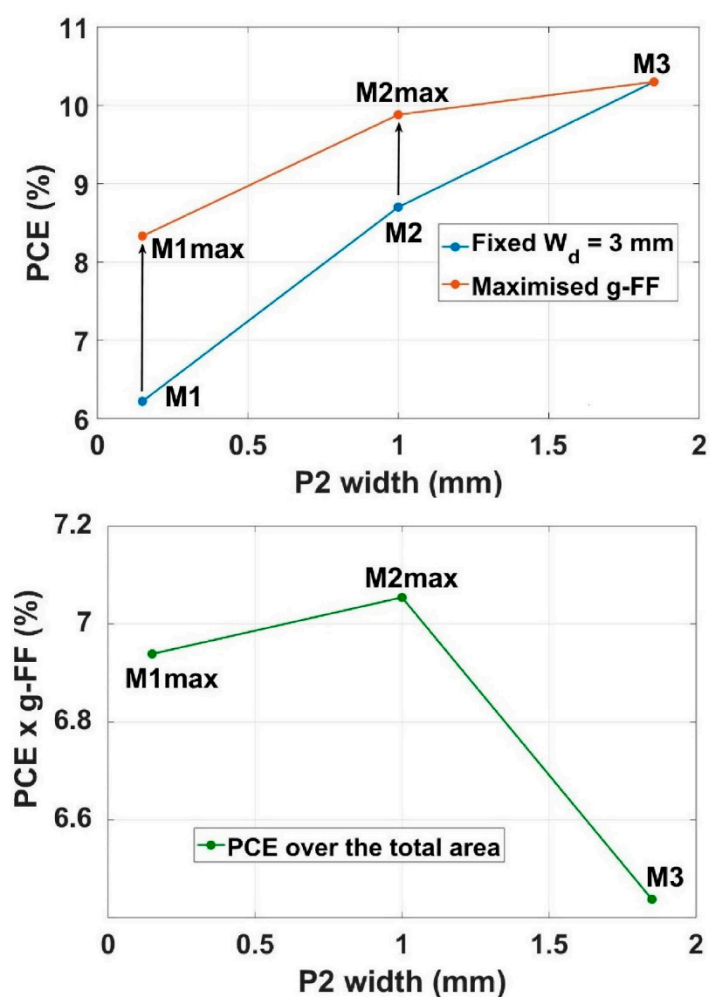 11
10
9
8
7
6
PCE (%)
M3
M2max
M1max
M2
M1
Fixed W_d = 3 mm
Maximised g-FF
0 0.5 1 1.5 2
P2 width (mm)
7.2
7
6.8
6.6
PCE x g-FF (%)
M2max
M1max
M3
PCE over the total area
0 0.5 1 1.5 2
P2 width (mm)